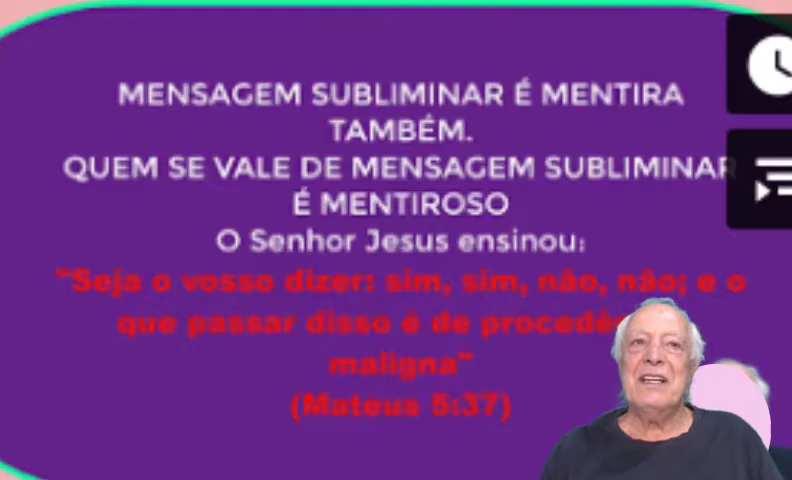 MENSAGEM SUBLIMINAR É MENTIRA
TAMBÉM.
QUEM SE VALE DE MENSAGEM SUBLIMINAR
É MENTIROSO
O Senhor Jesus ensinou:
"Seja o vosso dizer: sim, sim, não, não; e o
que passar disso é de
maligna"
(Mateus 5:37)